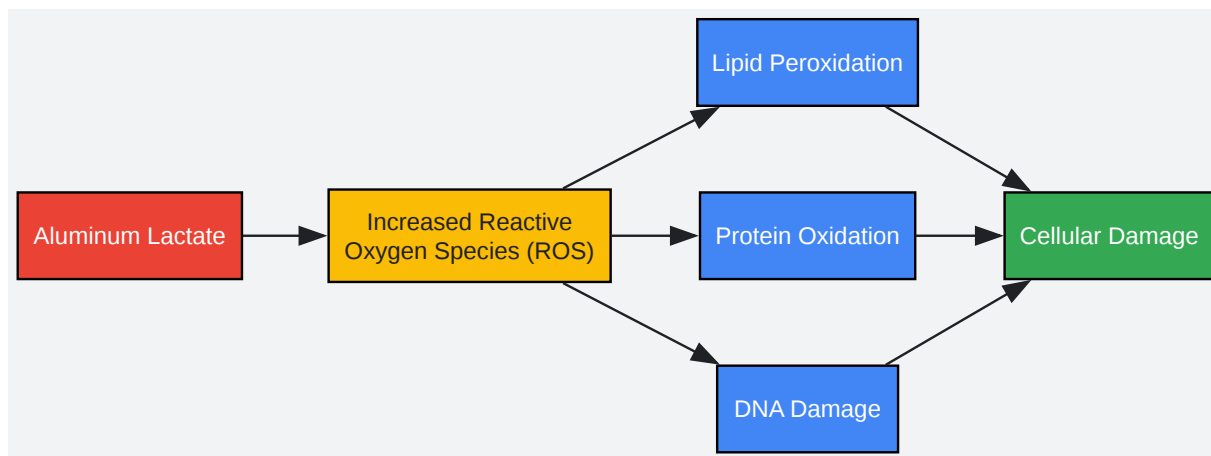 Lipid Peroxidation
Aluminum Lactate
Increased Reactive
Oxygen Species (ROS)
Protein Oxidation
Cellular Damage
DNA Damage